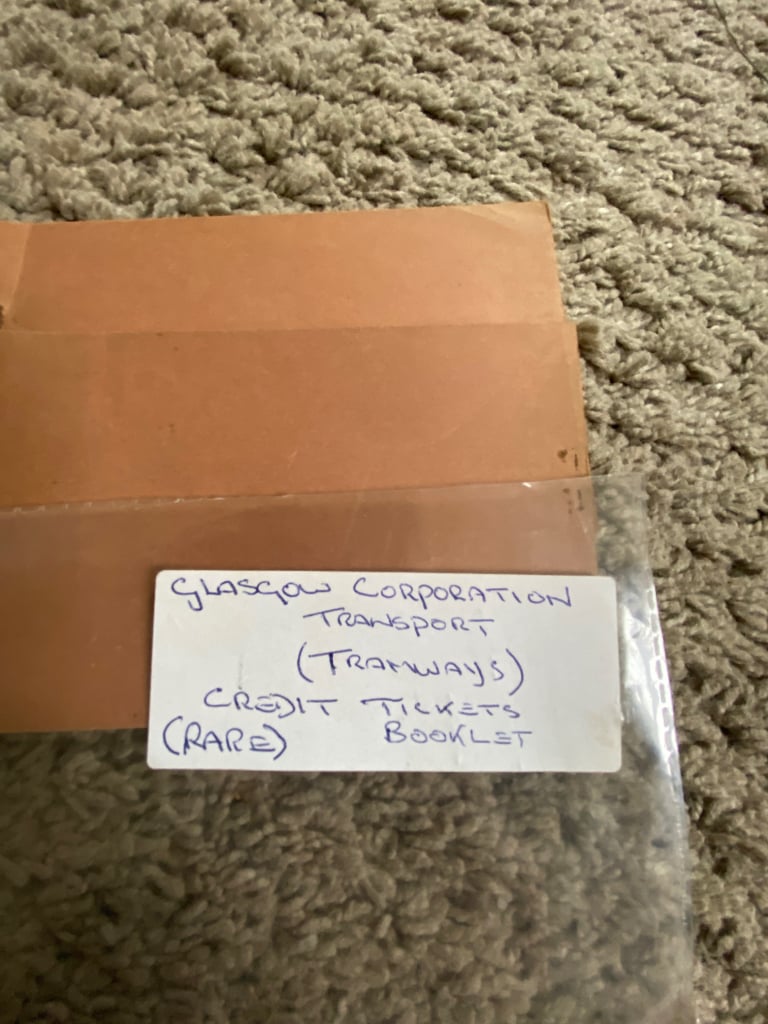 GLASGOW CORPORATION
TRANSPORT
(TRAMWAYS)
CREDIT TICKETS
(RARE) BOOKLET